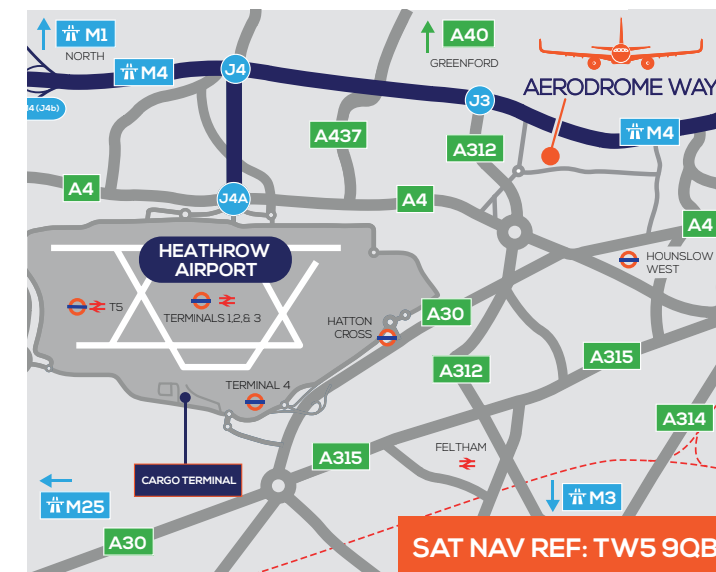 M1
NORTH
A40
GREENFORD
M4
J4
J3
AERODROME WAY
4 (J4b)
A437
A312
M4
A4
J4A
A4
A4
HEATHROW
AIRPORT
HOUNSLOW
WEST
T5
TERMINALS 1,2,& 3
HATTON
CROSS
A30
A315
A312
TERMINAL 4
A314
A315
FELTHAM
CARGO TERMINAL
M25
M3
A30
SAT NAV REF: TW5 9QB